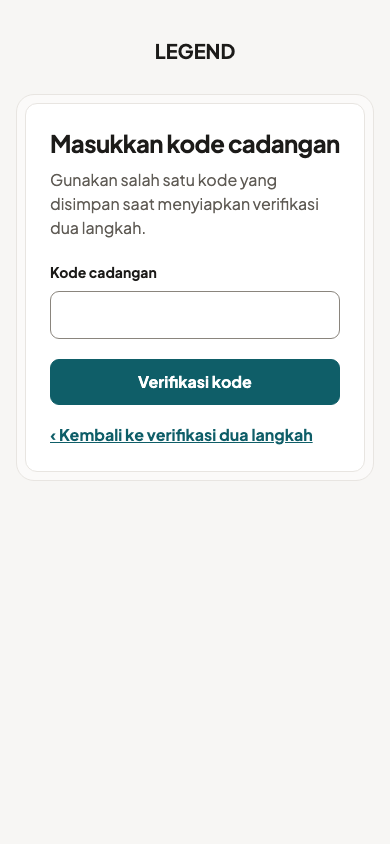 LEGEND
Masukkan kode cadangan
Gunakan salah satu kode yang
disimpan saat menyiapkan verifikasi
dua langkah.
Kode cadangan
Verifikasi kode
‹ Kembali ke verifikasi dua langkah